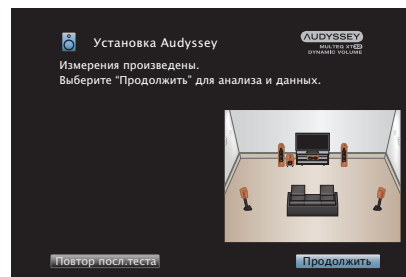 Установка Audyssey
AUDYSSEY
MULTEQ XT32
DYNAMIC VOLUME
Измерения произведены.
Выберите “Продолжить” для анализа и данных.
Повтор посл.теста
Продолжить